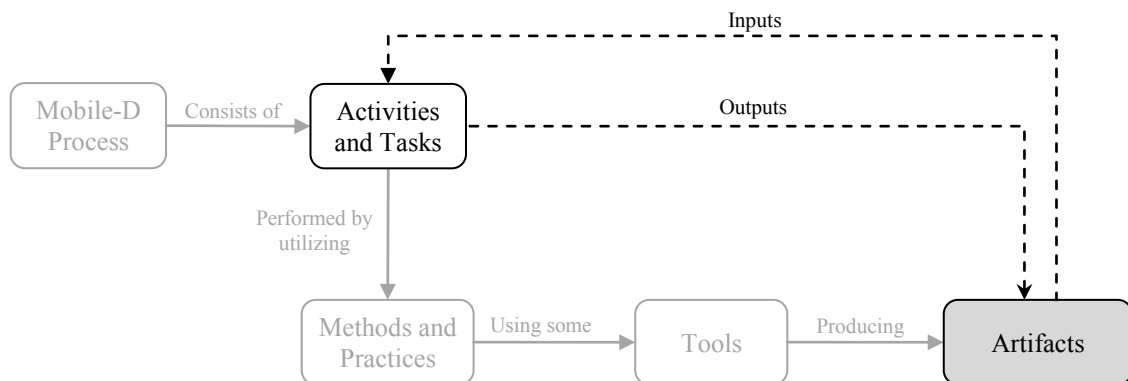 Inputs
Mobile-D
Process
Consists of
Activities
and Tasks
Outputs
Performed by
utilizing
Methods and
Practices
Using some
Tools
Producing
Artifacts